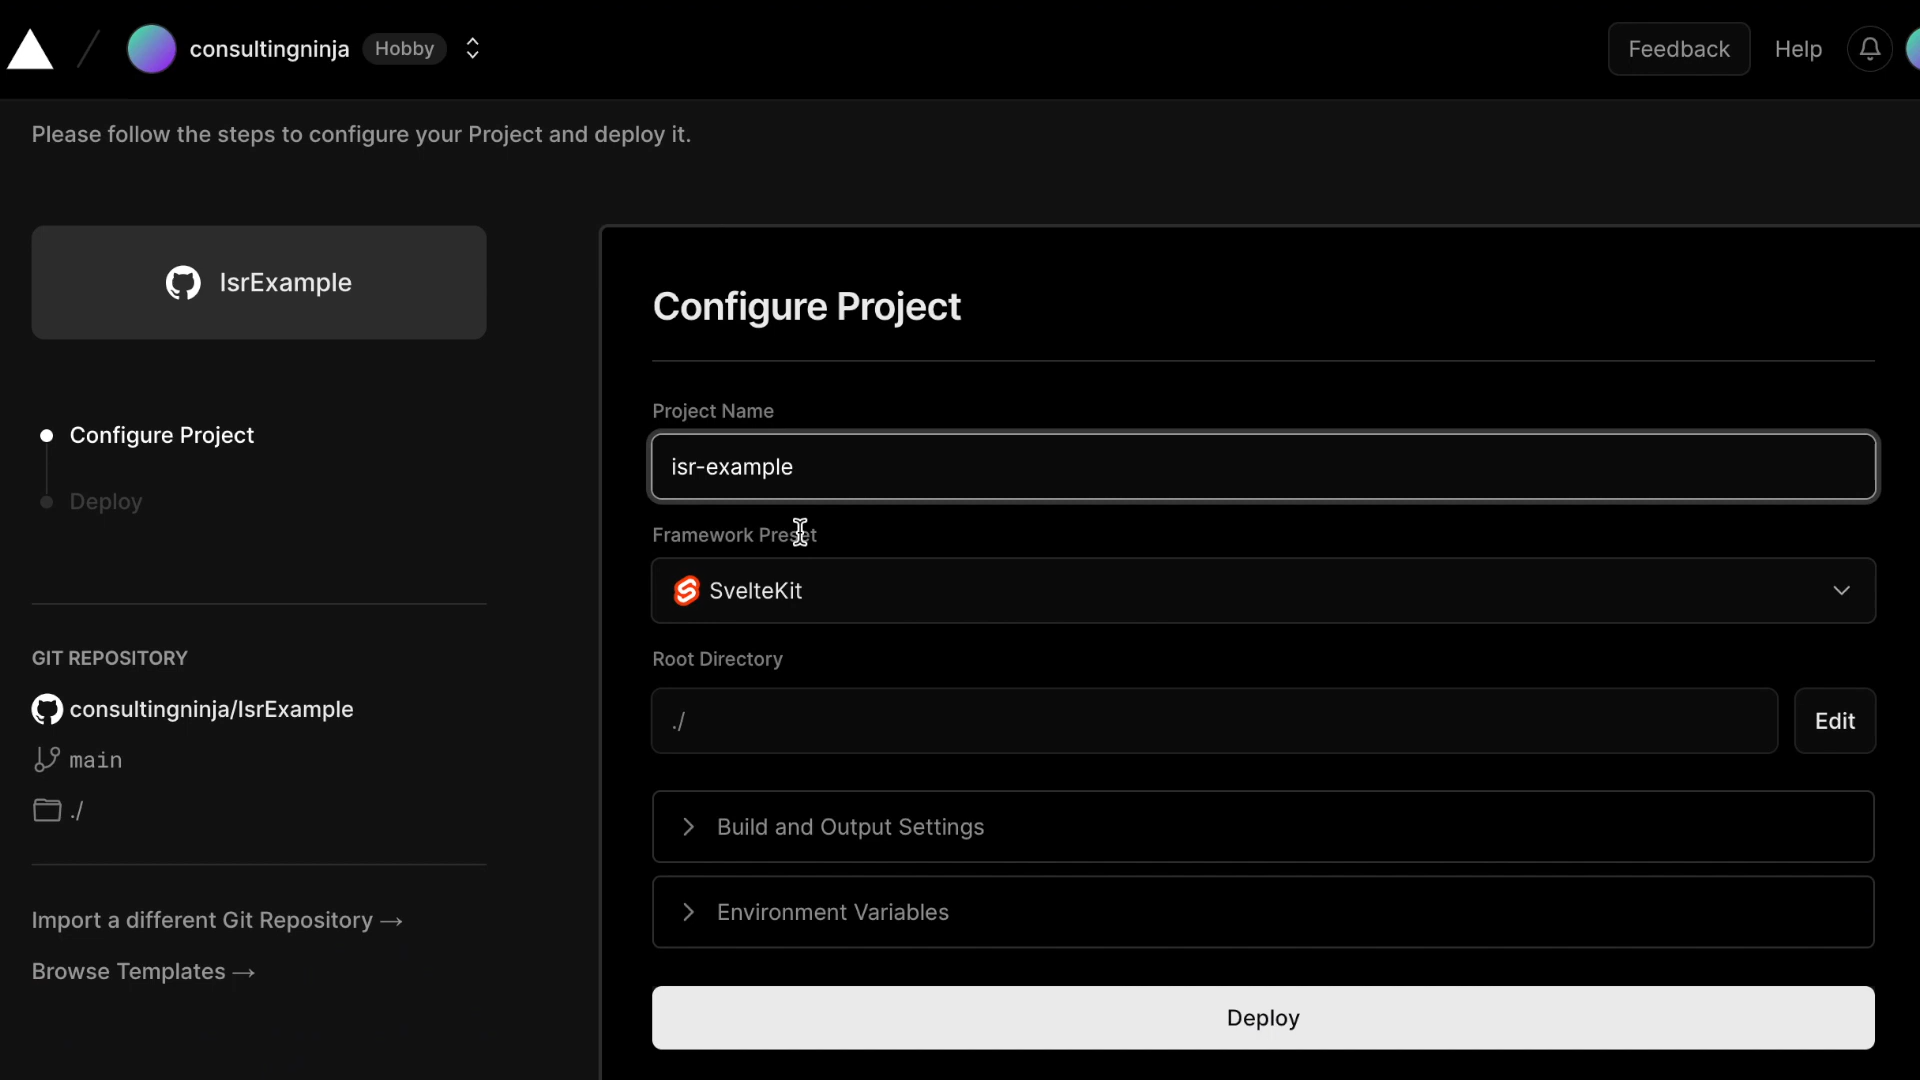 consultingninja Hobby
Feedback Help
Please follow the steps to configure your Project and deploy it.
IsrExample
Configure Project
Deploy
GIT REPOSITORY
consultingninja/IsrExample
main
./
Import a different Git Repository →
Browse Templates →
Configure Project
Project Name
isr-example
Framework Preset
SvelteKit
Root Directory
./
Edit
Build and Output Settings
Environment Variables
Deploy